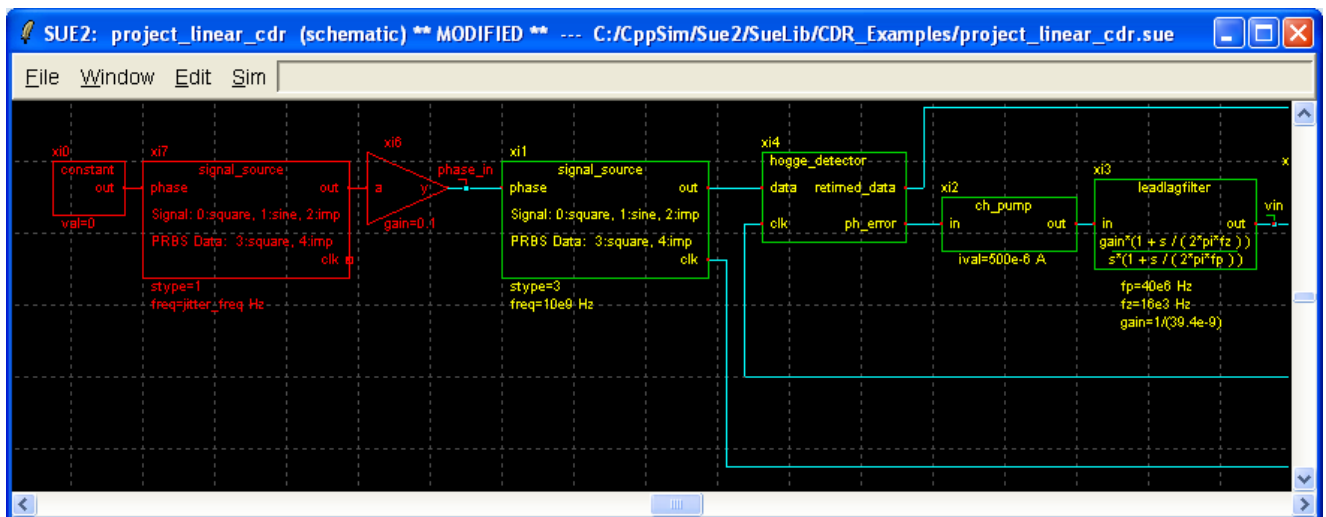 SUE2: project_linear_cdr (schematic) ** MODIFIED ** --- C:/CppSim/Sue2/SueLib/CDR_Examples/project_linear_cdr.sue
File Window Edit Sim
xi0
constant
out
val=0
xi7
signal_source
phase out
Signal: 0:square, 1:sine, 2:imp
PRBS Data: 3:square, 4:imp
clk
stype=1
freq=jitter_freq Hz
xi6
a y
gain=0.1
phase_in
xi1
signal_source
phase out
Signal: 0:square, 1:sine, 2:imp
PRBS Data: 3:square, 4:imp
clk
stype=3
freq=10e9 Hz
xi4
hogge_detector
data retimed_data
clk ph_error
xi2
ch_pump
in out
ival=500e-6 A
xi3
leadlagfilter
in out
gain*(1 + s / ( 2*pi*fz ) )
s*(1 + s / ( 2*pi*fp ) )
fp=40e6 Hz
fz=16e3 Hz
gain=1/(39.4e-9)
vin
x